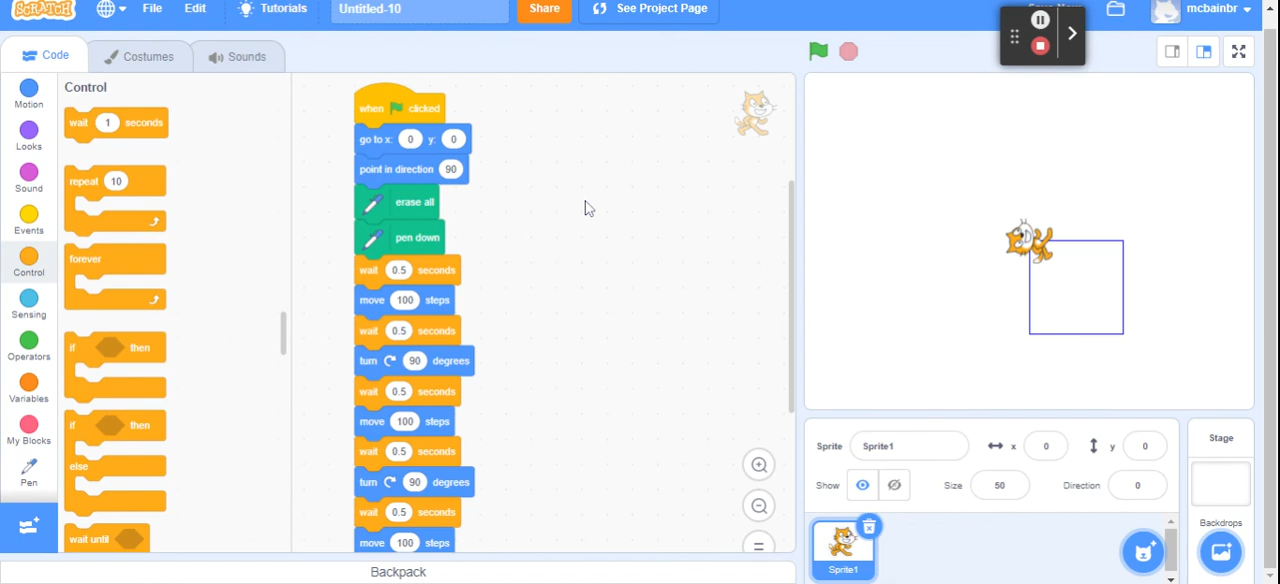 SCRATCH File Edit Tutorials Untitled-10 Share See Project Page mcbainbr
Code Costumes Sounds
Motion
Looks
Sound
Events
Control
Sensing
Operators
Variables
My Blocks
Pen
Control
wait 1 seconds
repeat 10
forever
if then
if then
else
wait until
when clicked
go to x: 0 y: 0
point in direction 90
erase all
pen down
wait 0.5 seconds
move 100 steps
wait 0.5 seconds
turn 90 degrees
wait 0.5 seconds
move 100 steps
wait 0.5 seconds
turn 90 degrees
wait 0.5 seconds
move 100 steps
Backpack
Sprite Sprite1 x 0 y 0
Show Size 50 Direction 0
Sprite1
Stage
Backdrops